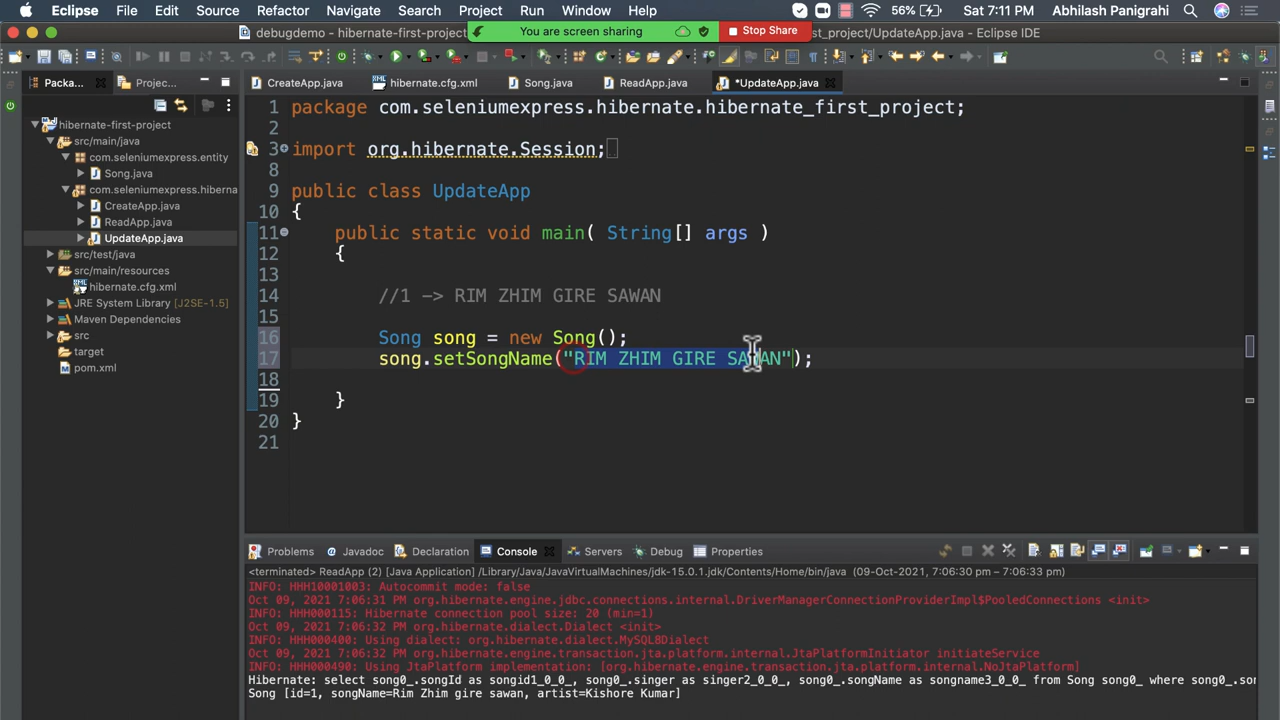 Eclipse File Edit Source Refactor Navigate Search Project Run Window Help 56% Sat 7:11 PM Abhilash Panigrahi
debugdemo - hibernate-first-project You are screen sharing Stop Share st_project/UpdateApp.java - Eclipse IDE
Packa... Projec... CreateApp.java hibernate.cfg.xml Song.java ReadApp.java *UpdateApp.java
hibernate-first-project
src/main/java
com.seleniumexpress.entity
Song.java
com.seleniumexpress.hiberna
CreateApp.java
ReadApp.java
UpdateApp.java
src/test/java
src/main/resources
hibernate.cfg.xml
JRE System Library [J2SE-1.5]
Maven Dependencies
src
target
pom.xml
1 package com.seleniumexpress.hibernate.hibernate_first_project;
2
3 import org.hibernate.Session;
8
9 public class UpdateApp
10 {
11 public static void main( String[] args )
12 {
13
14 //1 -> RIM ZHIM GIRE SAWAN
15
16 Song song = new Song();
17 song.setSongName("RIM ZHIM GIRE SAWAN");
18
19 }
20 }
21
Problems Javadoc Declaration Console Servers Debug Properties
<terminated> ReadApp (2) [Java Application] /Library/Java/JavaVirtualMachines/jdk-15.0.1.jdk/Contents/Home/bin/java (09-Oct-2021, 7:06:30 pm – 7:06:33 pm)
INFO: HHH10001003: Autocommit mode: false
Oct 09, 2021 7:06:31 PM org.hibernate.engine.jdbc.connections.internal.DriverManagerConnectionProviderImpl$PooledConnections <init>
INFO: HHH000115: Hibernate connection pool size: 20 (min=1)
Oct 09, 2021 7:06:32 PM org.hibernate.dialect.Dialect <init>
INFO: HHH000400: Using dialect: org.hibernate.dialect.MySQL8Dialect
Oct 09, 2021 7:06:32 PM org.hibernate.engine.transaction.jta.platform.internal.JtaPlatformInitiator initiateService
INFO: HHH000490: Using JtaPlatform implementation: [org.hibernate.engine.transaction.jta.platform.internal.NoJtaPlatform]
Hibernate: select song0_.songId as songid1_0_0_, song0_.singer as singer2_0_0_, song0_.songName as songname3_0_0_ from Song song0_ where song0_.sor
Song [id=1, songName=Rim Zhim gire sawan, artist=Kishore Kumar]